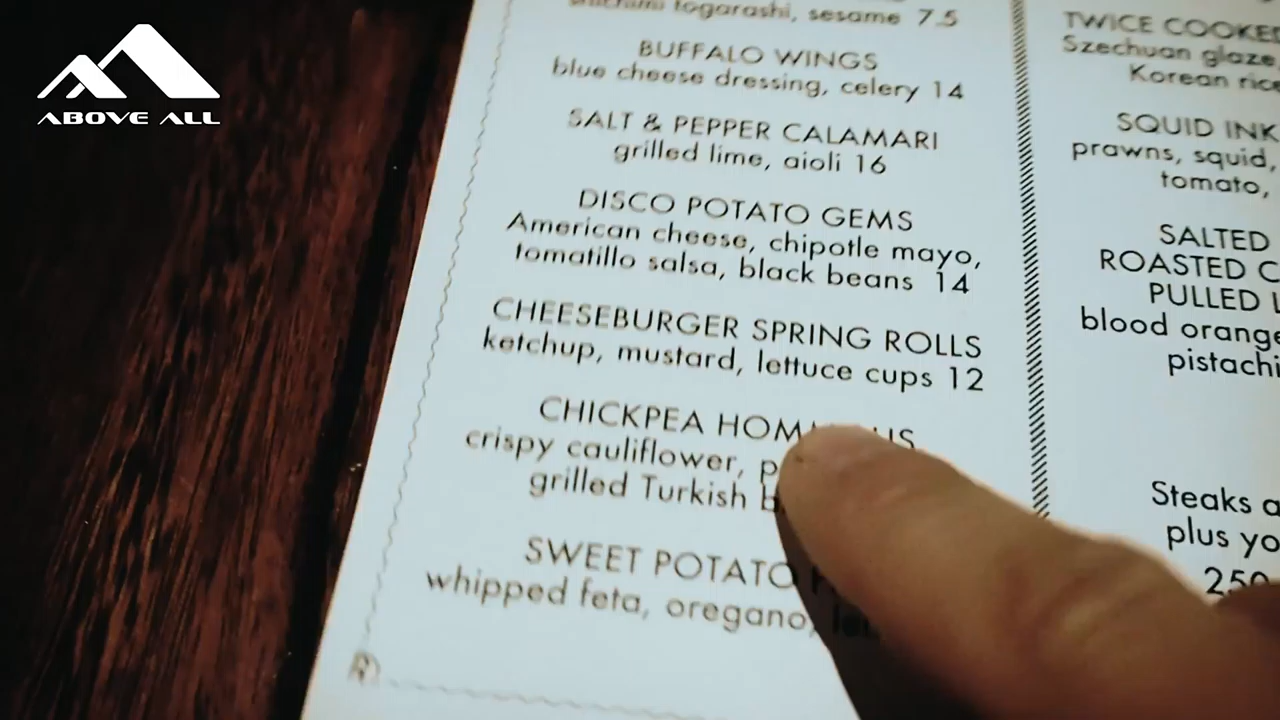 ABOVE ALL
togarashi, sesame 7.5
BUFFALO WINGS
blue cheese dressing, celery 14
SALT & PEPPER CALAMARI
grilled lime, aioli 16
DISCO POTATO GEMS
American cheese, chipotle mayo,
tomatillo salsa, black beans 14
CHEESEBURGER SPRING ROLLS
ketchup, mustard, lettuce cups 12
CHICKPEA
crispy cauliflower,
grilled Turkish
SWEET POTATO
whipped feta, oregano,
TWICE COOKED
Szechuan glaze,
Korean rice
SQUID INK
prawns, squid,
tomato,
SALTED
ROASTED
PULLED
blood orange
Steaks
plus
250